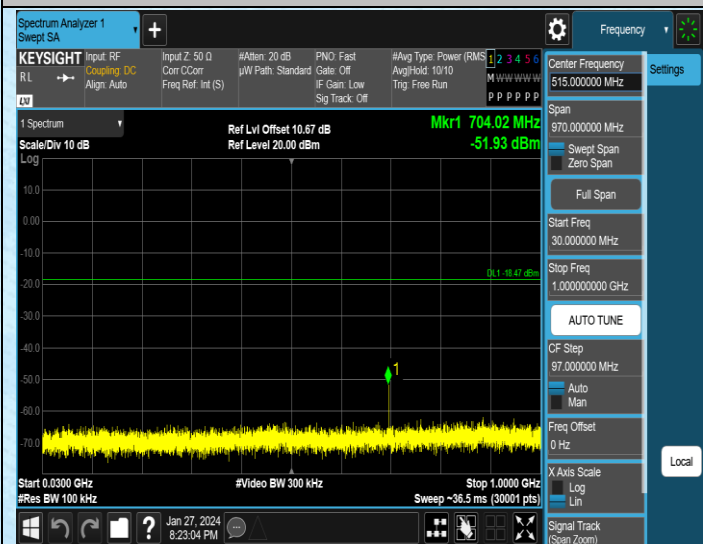 Spectrum Analyzer 1
Swept SA
Frequency
KEYSIGHT
Input: RF
Input Z: 50 Ω
#Atten: 20 dB
PNO: Fast
#Avg Type: Power (RMS
1 2 3 4 5 6
RL
Coupling: DC
Corr CCorr
µW Path: Standard
Gate: Off
Avg|Hold: 10/10
M W W W W W
Align: Auto
Freq Ref: Int (S)
IF Gain: Low
Trig: Free Run
Sig Track: Off
P P P P P P
LXI
1 Spectrum
Ref Lvl Offset 10.67 dB
Mkr1 704.02 MHz
Scale/Div 10 dB
Ref Level 20.00 dBm
-51.93 dBm
Log
10.0
0.00
-10.0
DL1 -18.47 dBm
-20.0
-30.0
-40.0
1
-50.0
-60.0
-70.0
Start 0.0300 GHz
#Video BW 300 kHz
Stop 1.0000 GHz
#Res BW 100 kHz
Sweep ~36.5 ms (30001 pts)
?
Jan 27, 2024
8:23:04 PM
Center Frequency
515.000000 MHz
Settings
Span
970.000000 MHz
Swept Span
Zero Span
Full Span
Start Freq
30.000000 MHz
Stop Freq
1.000000000 GHz
AUTO TUNE
CF Step
97.000000 MHz
Auto
Man
Freq Offset
0 Hz
Local
X Axis Scale
Log
Lin
Signal Track
(Span Zoom)